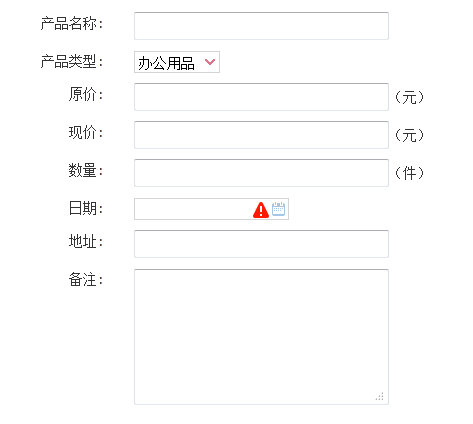 产品名称:
产品类型: 办公用品
原价: （元）
现价: （元）
数量: （件）
日期:
地址:
备注: